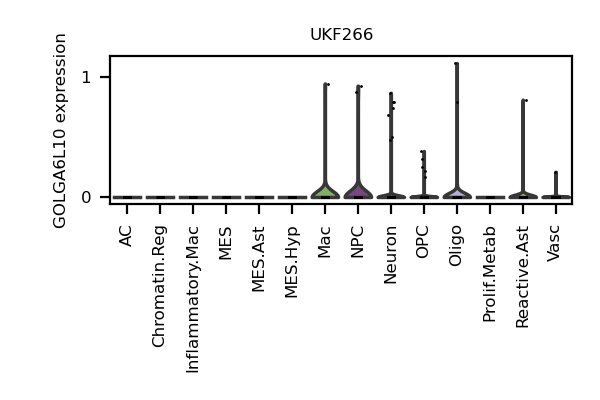 UKF266
GOLGA6L10 expression
1
0
AC
Chromatin.Reg
Inflammatory.Mac
MES
MES.Ast
MES.Hyp
Mac
NPC
Neuron
OPC
Oligo
Prolif.Metab
Reactive.Ast
Vasc